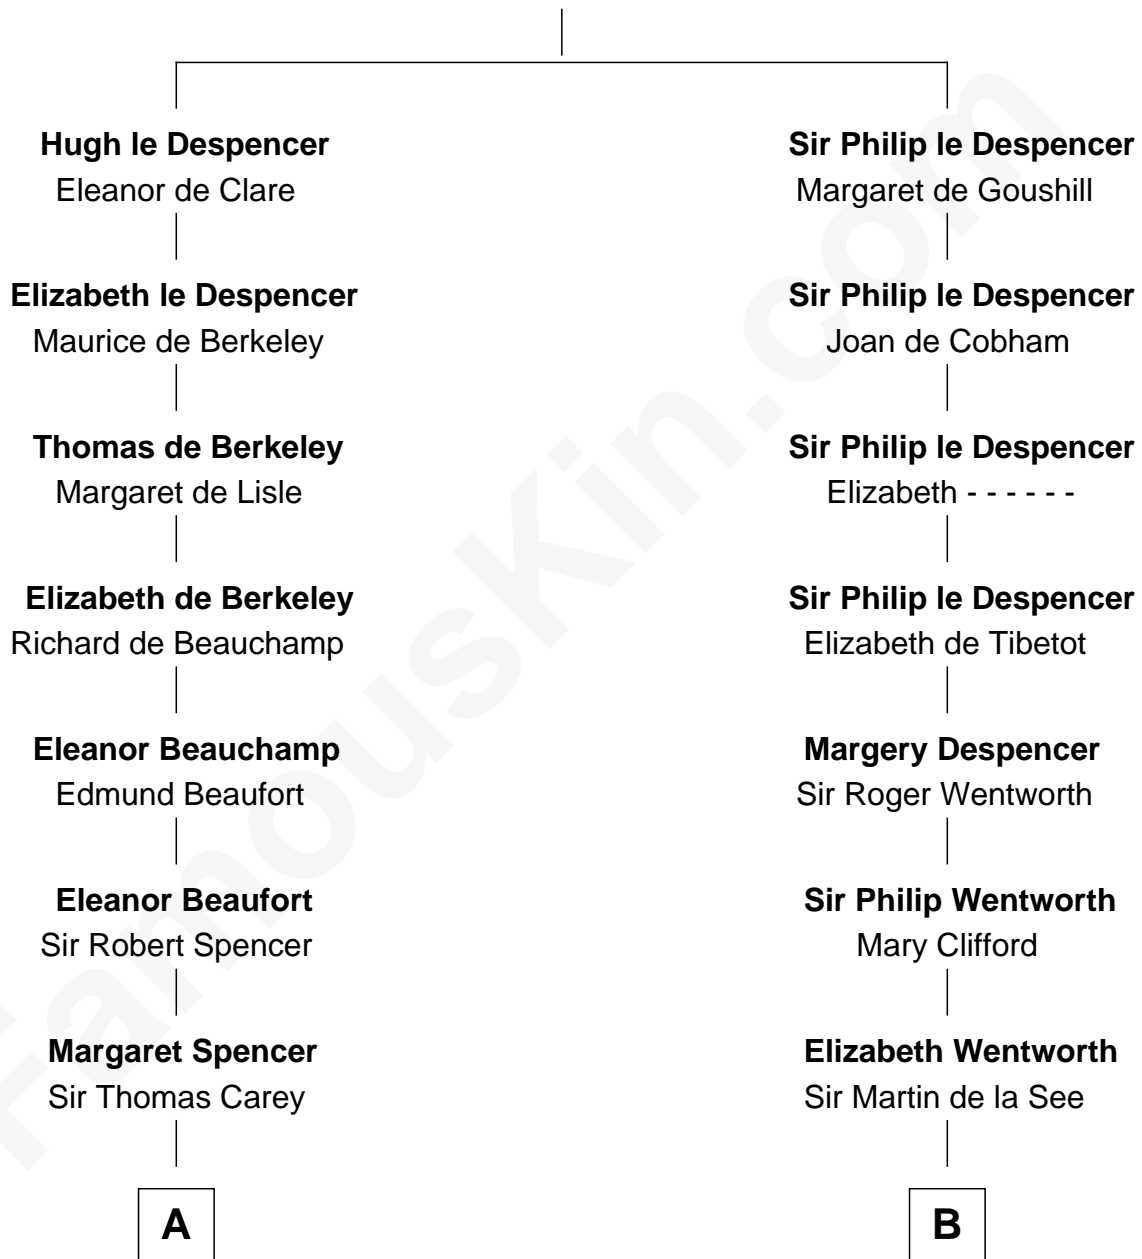 Hugh le Despencer
Eleanor de Clare
Elizabeth le Despencer
Maurice de Berkeley
Thomas de Berkeley
Margaret de Lisle
Elizabeth de Berkeley
Richard de Beauchamp
Eleanor Beauchamp
Edmund Beaufort
Eleanor Beaufort
Sir Robert Spencer
Margaret Spencer
Sir Thomas Carey
A
Sir Philip le Despencer
Margaret de Goushill
Sir Philip le Despencer
Joan de Cobham
Sir Philip le Despencer
Elizabeth - - - - - -
Sir Philip le Despencer
Elizabeth de Tibetot
Margery Despencer
Sir Roger Wentworth
Sir Philip Wentworth
Mary Clifford
Elizabeth Wentworth
Sir Martin de la See
B
FamousKin.com